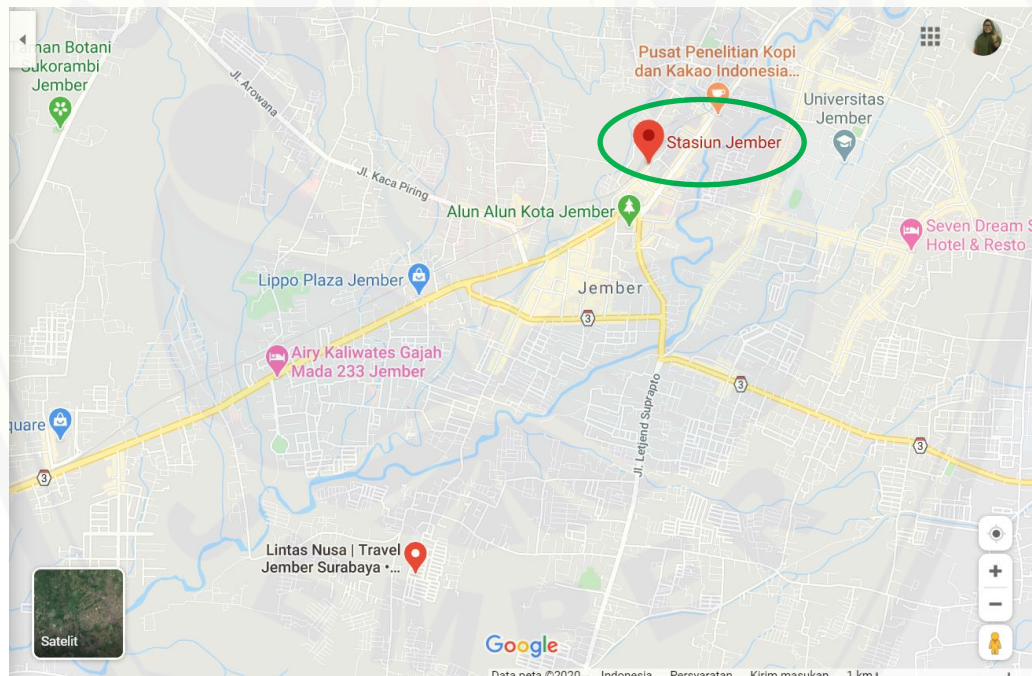 Taman Botani
Sukorambi
Jember
Jl. Arowana
Pusat Penelitian Kopi
dan Kakao Indonesia...
Universitas
Jember
Stasiun Jember
Jl. Kaca Piring
Alun Alun Kota Jember
Seven Dream S
Hotel & Resto
Lippo Plaza Jember
Jember
3
Airy Kaliwates Gajah
Mada 233 Jember
3
Jl. Letjend Suprapto
quare
3
3
Lintas Nusa | Travel
Jember Surabaya •...
Satelit
Google
Data peta ©2020 Indonesia Persyaratan Kirim masukan 1 km